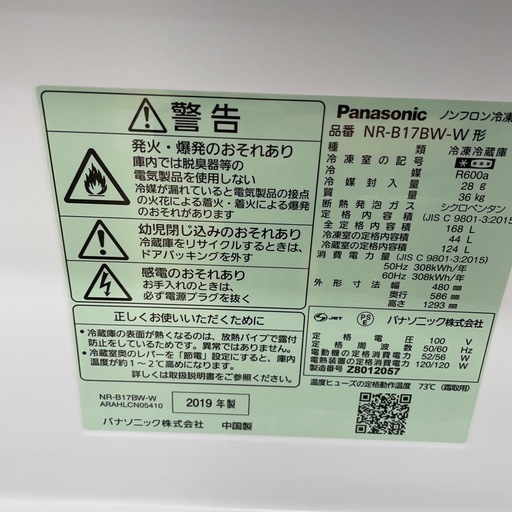 警告
発火・爆発のおそれあり
庫内では脱臭器等の
電気製品を使用しない
冷媒が漏れていると電気製品の接点
の火花による着火・着火による爆発
のおそれがあります
幼児閉じ込みのおそれあり
冷蔵庫をリサイクルするときは、
ドアパッキングを外す
感電のおそれあり
お手入れのときは、
必ず電源プラグを抜く
正しくお使いいただくために
・冷蔵庫の表面が熱くなるのは、放熱パイプで露付
防止をしているためです。天面も熱くなります。
・冷蔵室奥のレバーを「節電」設定にすると、庫内
温度が約1〜2℃高めになります。
詳しくは取扱説明書をご覧ください。
NR-B17BW-W
ARAHLCN05410
2019年製
パナソニック株式会社 中国製
Panasonic ノンフロン冷凍
品番 NR-B17BW-W形
種類 冷凍冷蔵庫
冷凍室の記号
冷媒 R600a
冷媒封入量 28g
質量 36kg
断熱発泡ガス シクロペンタン
定格内容積 (JIS C 9801-3:2015)
全定格内容積 168 L
冷凍室の定格内容積 44 L
冷蔵室の定格内容積 124 L
消費電力量 (JIS C 9801-3:2015)
50Hz 308kWh/年
60Hz 308kWh/年
外形寸法 幅 480㎜
奥行 586㎜
高さ 1293㎜
JET PSE パナソニック株式会社
定格電圧 100 V
定格周波数 50/60 Hz
電動機の定格消費電力 52/56 W
電熱装置の定格消費電力 120/120 W
製造番号 Z8012057
温度ヒューズの定格動作温度 73℃(霜取用)